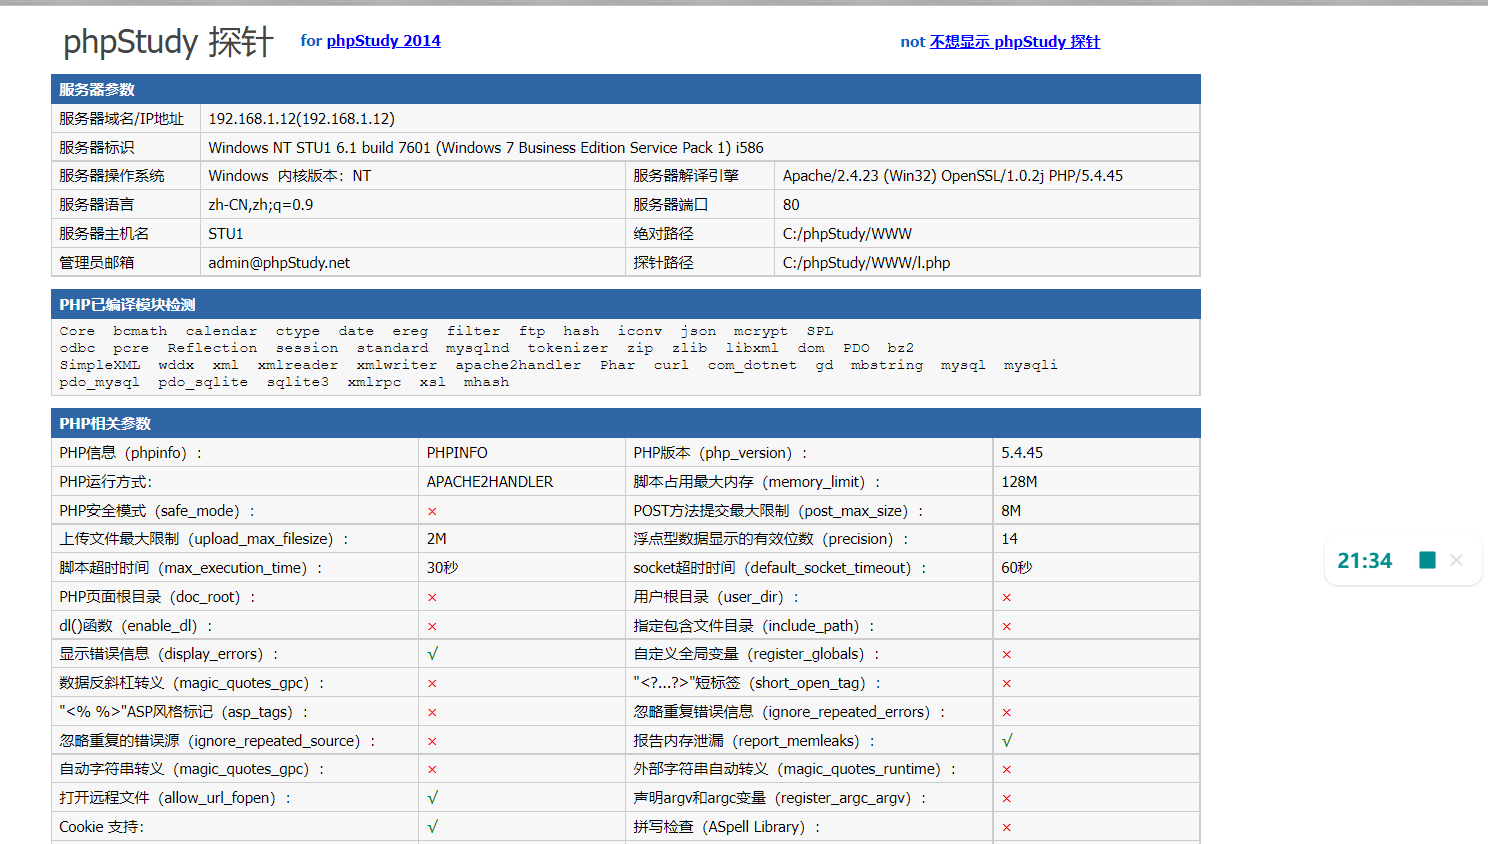 phpStudy 探针 for phpStudy 2014 not 不想显示 phpStudy 探针
服务器参数
服务器域名/IP地址 192.168.1.12(192.168.1.12)
服务器标识 Windows NT STU1 6.1 build 7601 (Windows 7 Business Edition Service Pack 1) i586
服务器操作系统 Windows 内核版本：NT 服务器解译引擎 Apache/2.4.23 (Win32) OpenSSL/1.0.2j PHP/5.4.45
服务器语言 zh-CN,zh;q=0.9 服务器端口 80
服务器主机名 STU1 绝对路径 C:/phpStudy/WWW
管理员邮箱 admin@phpStudy.net 探针路径 C:/phpStudy/WWW/l.php
PHP已编译模块检测
Core bcmath calendar ctype date ereg filter ftp hash iconv json mcrypt SPL
odbc pcre Reflection session standard mysqlnd tokenizer zip zlib libxml dom PDO bz2
SimpleXML wddx xml xmlreader xmlwriter apache2handler Phar curl com_dotnet gd mbstring mysql mysqli
pdo_mysql pdo_sqlite sqlite3 xmlrpc xsl mhash
PHP相关参数
PHP信息（phpinfo）： PHPINFO PHP版本（php_version）： 5.4.45
PHP运行方式： APACHE2HANDLER 脚本占用最大内存（memory_limit）： 128M
PHP安全模式（safe_mode）： × POST方法提交最大限制（post_max_size）： 8M
上传文件最大限制（upload_max_filesize）： 2M 浮点型数据显示的有效位数（precision）： 14
脚本超时时间（max_execution_time）： 30秒 socket超时时间（default_socket_timeout）： 60秒
PHP页面根目录（doc_root）： × 用户根目录（user_dir）： ×
dl()函数（enable_dl）： × 指定包含文件目录（include_path）： ×
显示错误信息（display_errors）： √ 自定义全局变量（register_globals）： ×
数据反斜杠转义（magic_quotes_gpc）： × "<?...?>"短标签（short_open_tag）： ×
"<% %>"ASP风格标记（asp_tags）： × 忽略重复错误信息（ignore_repeated_errors）： ×
忽略重复的错误源（ignore_repeated_source）： × 报告内存泄漏（report_memleaks）： √
自动字符串转义（magic_quotes_gpc）： × 外部字符串自动转义（magic_quotes_runtime）： ×
打开远程文件（allow_url_fopen）： √ 声明argv和argc变量（register_argc_argv）： ×
Cookie 支持： √ 拼写检查（ASpell Library）： ×
21:34